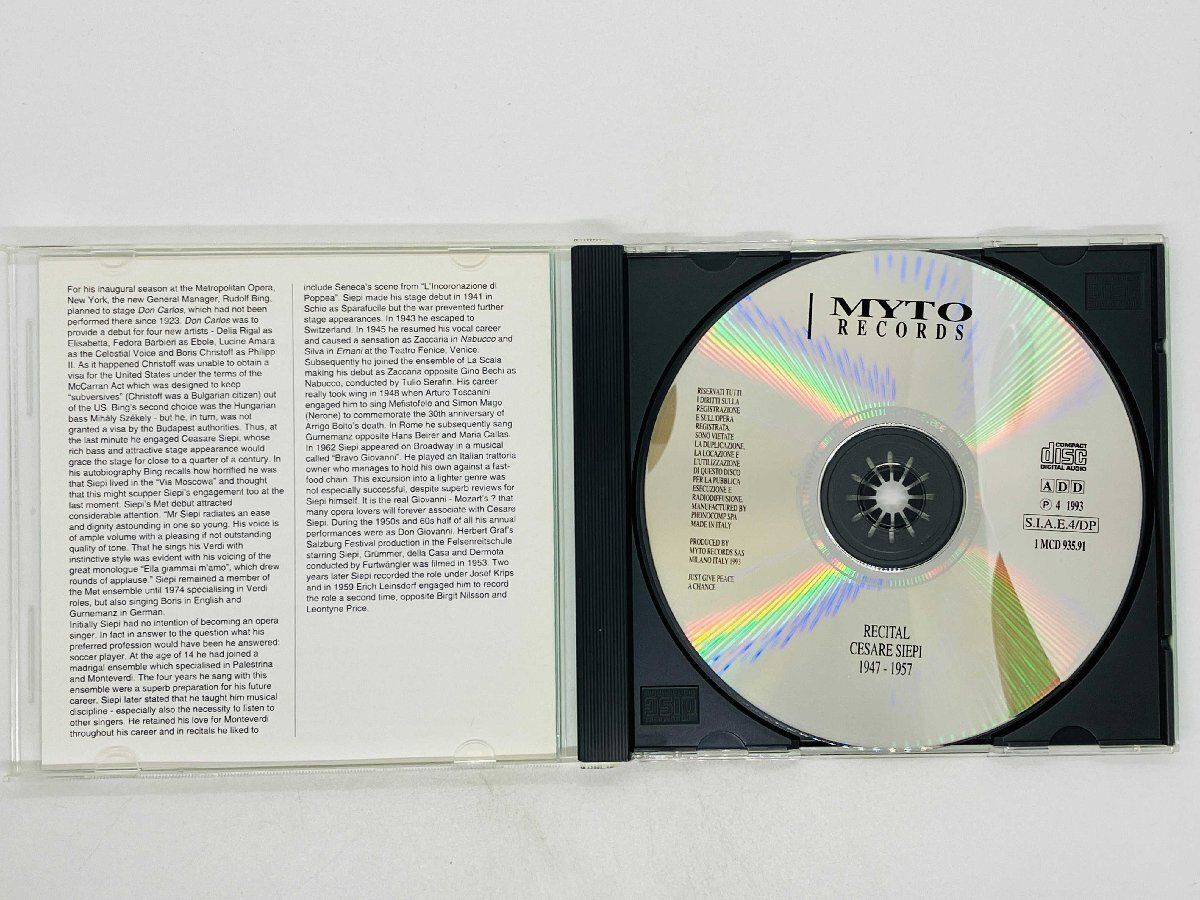 For his inaugural season at the Metropolitan Opera,
New York, the new General Manager, Rudolf Bing,
planned to stage Don Carlos, which had not been
performed there since 1923. Don Carlos was to
provide a debut for four new artists - Delia Rigal as
Elisabetta, Fedora Barbieri as Ebole, Lucine Amara
as the Celestial Voice and Boris Christoff as Philipp
II. As it happened Christoff was unable to obtain a
visa for the United States under the terms of the
McCarran Act which was designed to keep
"subversives" (Christoff was a Bulgarian citizen) out
of the US. Bing's second choice was the Hungarian
bass Mihály Székely - but he, in turn, was not
granted a visa by the Budapest authorities. Thus, at
the last minute he engaged Ceasare Siepi, whose
rich bass and attractive stage appearance would
grace the stage for close to a quarter of a century. In
his autobiography Bing recalls how horrified he was
that Siepi lived in the "Via Moscowa" and thought
that this might scupper Siepi's engagement too at the
last moment. Siepi's Met debut attracted
considerable attention. "Mr Siepi radiates an ease
and dignity astounding in one so young. His voice is
of ample volume with a pleasing if not outstanding
quality of tone. That he sings his Verdi with
instinctive style was evident with his voicing of the
great monologue "Ella giammai m'amo", which drew
rounds of applause." Siepi remained a member of
the Met ensemble until 1974 specialising in Verdi
roles, but also singing Boris in English and
Gurnemanz in German.
Initially Siepi had no intention of becoming an opera
singer. In fact in answer to the question what his
preferred profession would have been he answered:
soccer player. At the age of 14 he had joined a
madrigal ensemble which specialised in Palestrina
and Monteverdi. The four years he sang with this
ensemble were a superb preparation for his future
career. Siepi later stated that he taught him musical
discipline - especially also the necessity to listen to
other singers. He retained his love for Monteverdi
throughout his career and in recitals he liked to
include Seneca's scene from "L'Incoronazione di
Poppea". Siepi made his stage debut in 1941 in
Schio as Sparafucile but the war prevented further
stage appearances. In 1943 he escaped to
Switzerland. In 1945 he resumed his vocal career
and caused a sensation as Zaccaria in Nabucco and
Silva in Ernani at the Teatro Fenice, Venice.
Subsequently he joined the ensemble of La Scala
making his debut as Zaccaria opposite Gino Bechi as
Nabucco, conducted by Tulio Serafin. His career
really took wing in 1948 when Arturo Toscanini
engaged him to sing Mefistofele and Simon Mago
(Nerone) to commemorate the 30th anniversary of
Arrigo Boito's death. In Rome he subsequently sang
Gurnemanz opposite Hans Beirer and Maria Callas.
In 1962 Siepi appeared on Broadway in a musical
called "Bravo Giovanni". He played an Italian trattoria
owner who manages to hold his own against a fast-
food chain. This excursion into a lighter genre was
not especially successful, despite superb reviews for
Siepi himself. It is the real Giovanni - Mozart's ? that
many opera lovers will forever associate with Cesare
Siepi. During the 1950s and 60s half of all his annual
performances were as Don Giovanni. Herbert Graf's
Salzburg Festival production in the Felsenreitschule
starring Siepi, Grümmer, della Casa and Dermota
conducted by Furtwängler was filmed in 1953. Two
years later Siepi recorded the role under Josef Krips
and in 1959 Erich Leinsdorf engaged him to record
the role a second time, opposite Birgit Nilsson and
Leontyne Price.
MYTO
RECORDS
RISERVATI TUTTI
I DIRITTI SULLA
REGISTRAZIONE
E SULL'OPERA
REGISTRATA.
SONO VIETATE
LA DUPLICAZIONE,
LA LOCAZIONE E
L'UTILIZZAZIONE
DI QUESTO DISCO
PER LA PUBBLICA
ESECUZIONE E
RADIODIFFUSIONE.
MANUFACTURED BY
PHONOCOMP SPA
MADE IN ITALY
PRODUCED BY
MYTO RECORDS SAS
MILANO ITALY 1993
JUST GIVE PEACE
A CHANCE
COMPACT
disc
DIGITAL AUDIO
A D D
℗ 4 1993
S.I.A.E.4/DP
1 MCD 935.91
RECITAL
CESARE SIEPI
1947 - 1957